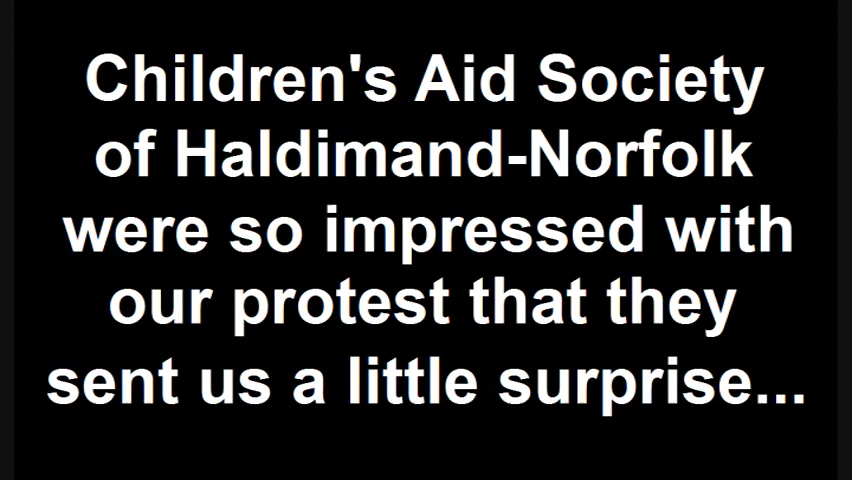 Children's Aid Society
of Haldimand-Norfolk
were so impressed with
our protest that they
sent us a little surprise...